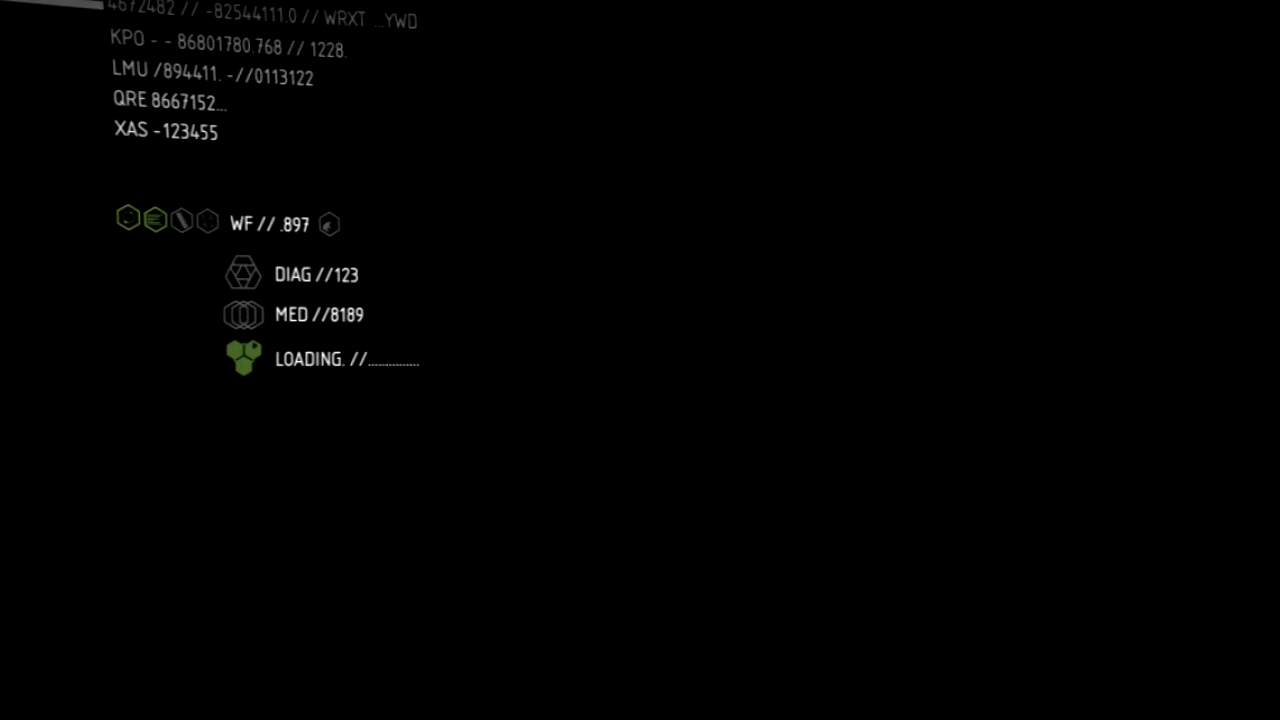 4672482 // -82544111.0 // WRXT ...YWD
KPO - - 86801780.768 // 1228.
LMU /894411. -//0113122
QRE 8667152...
XAS -123455
WF // .897
DIAG //123
MED //8189
LOADING. //...............